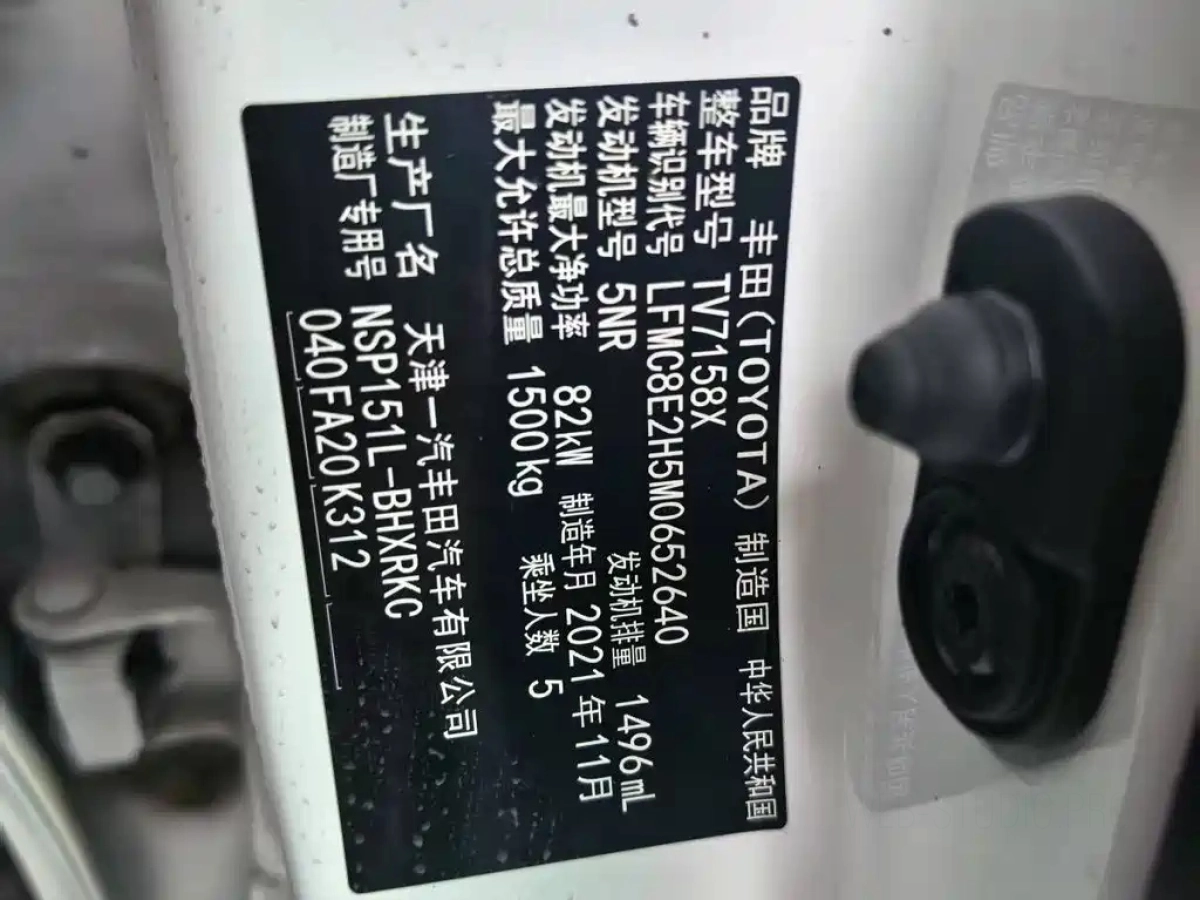 品牌 丰田(TOYOTA) 制造国 中华人民共和国
整车型号 TV7158X
车辆识别代号 LFMC8E2H5M0652640
发动机型号 5NR 发动机排量 1496mL
发动机最大净功率 82kW 制造年月 2021年11月
最大允许总质量 1500kg 乘坐人数 5
生产厂名 天津一汽丰田汽车有限公司
制造厂专用号 NSP151L-BHXRKC
040FA20K312